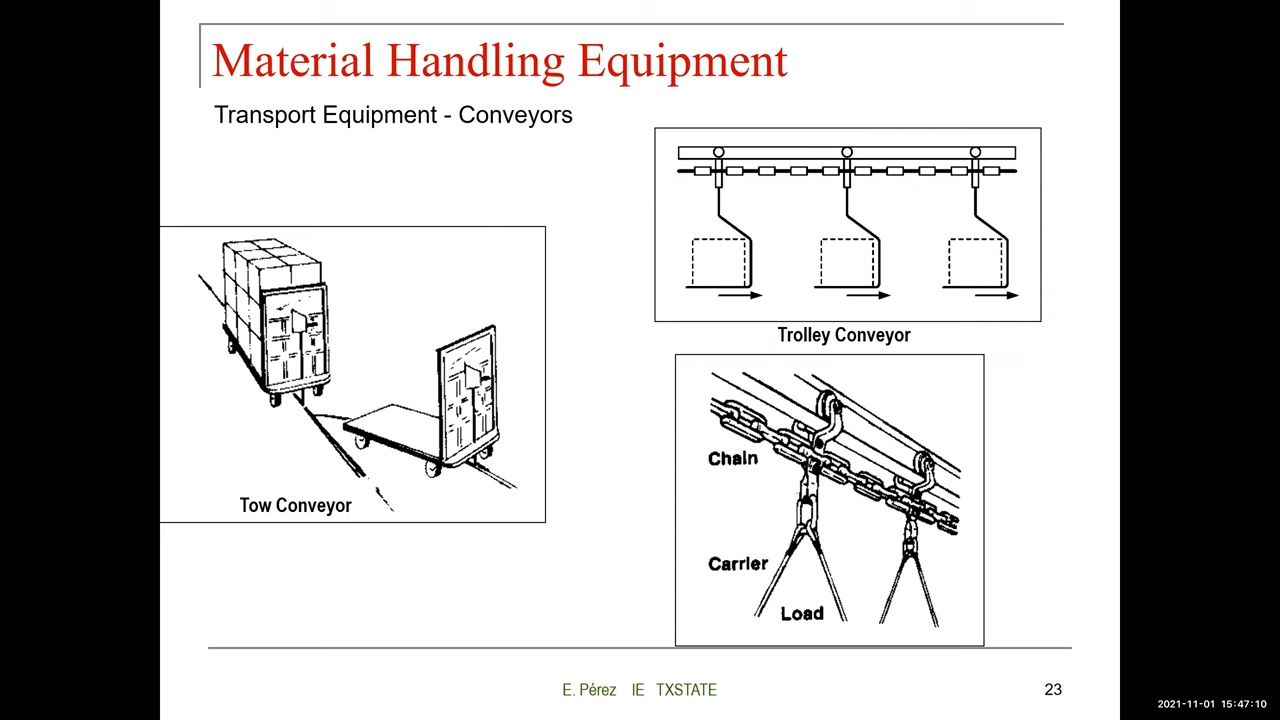 Material Handling Equipment
Transport Equipment - Conveyors
Trolley Conveyor
Tow Conveyor
Chain
Carrier
Load
E. Pérez IE TXSTATE
23
2021-11-01 15:47:10